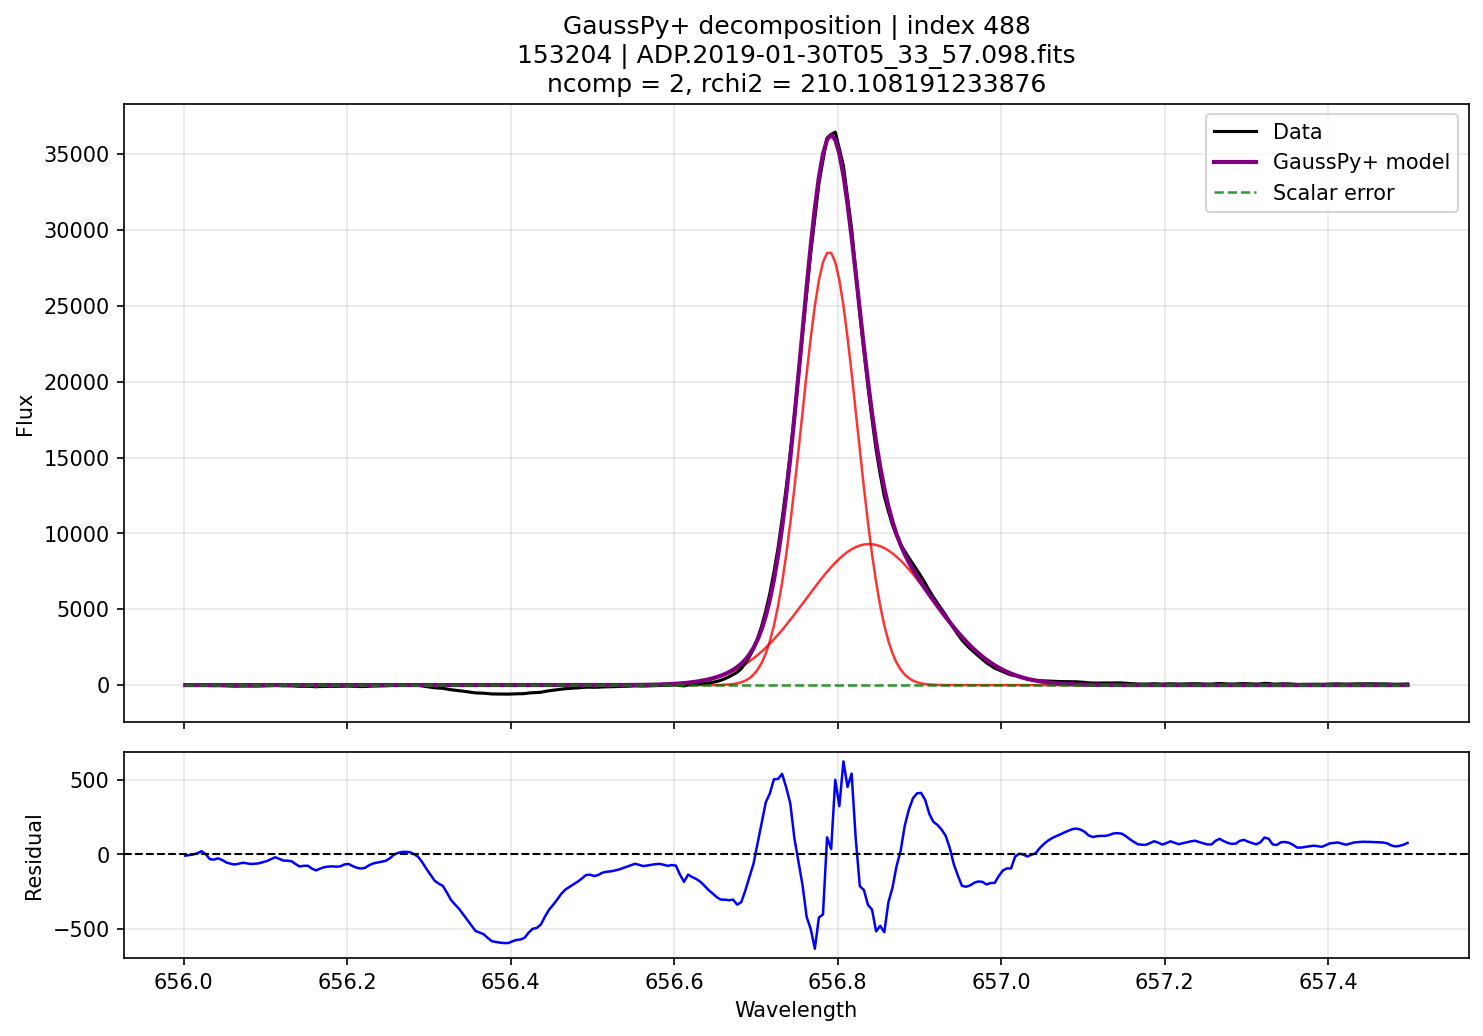 GaussPy+ decomposition | index 488
153204 | ADP.2019-01-30T05_33_57.098.fits
ncomp = 2, rchi2 = 210.108191233876
Data
GaussPy+ model
Scalar error
Flux
35000
30000
25000
20000
15000
10000
5000
0
Residual
500
0
−500
656.0 656.2 656.4 656.6 656.8 657.0 657.2 657.4
Wavelength